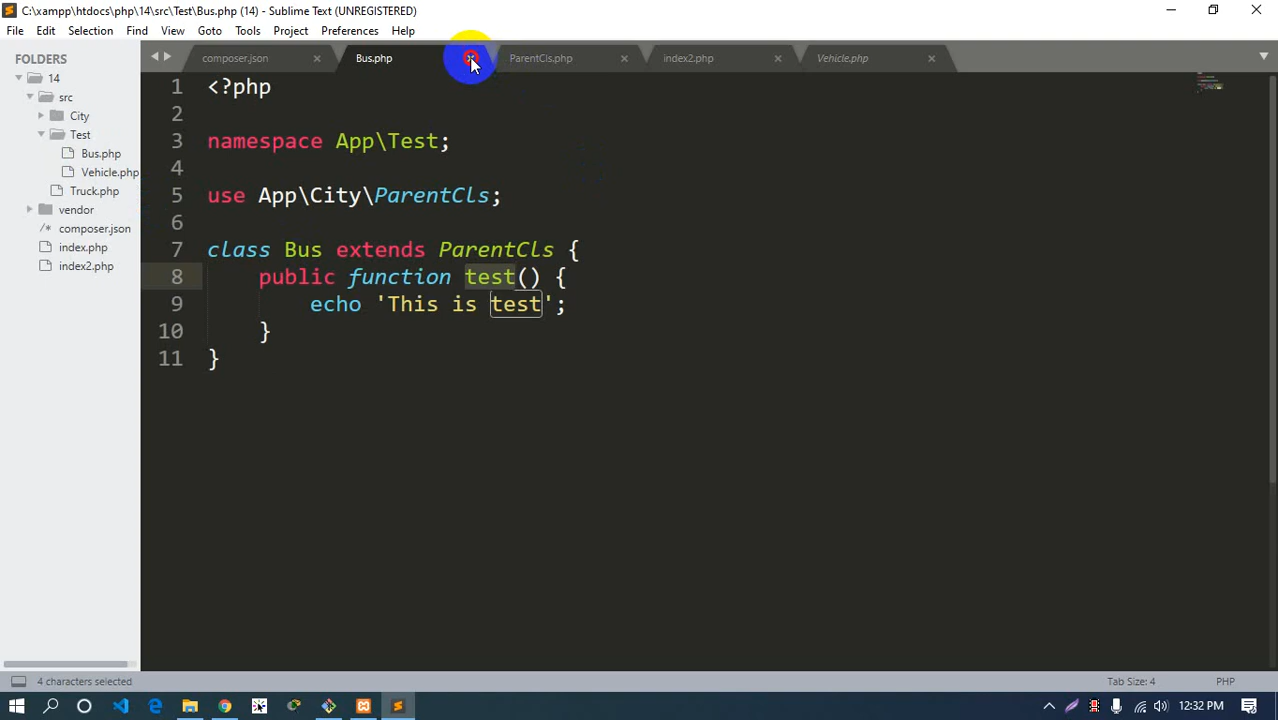 C:\xampp\htdocs\php\14\src\Test\Bus.php (14) - Sublime Text (UNREGISTERED)
File Edit Selection Find View Goto Tools Project Preferences Help
FOLDERS
14
src
City
Test
Bus.php
Vehicle.php
Truck.php
vendor
/* composer.json
index.php
index2.php
composer.json Bus.php ParentCls.php index2.php Vehicle.php
1 <?php
2
3 namespace App\Test;
4
5 use App\City\ParentCls;
6
7 class Bus extends ParentCls {
8 public function test() {
9 echo 'This is test';
10 }
11 }
4 characters selected Tab Size: 4 PHP
12:32 PM